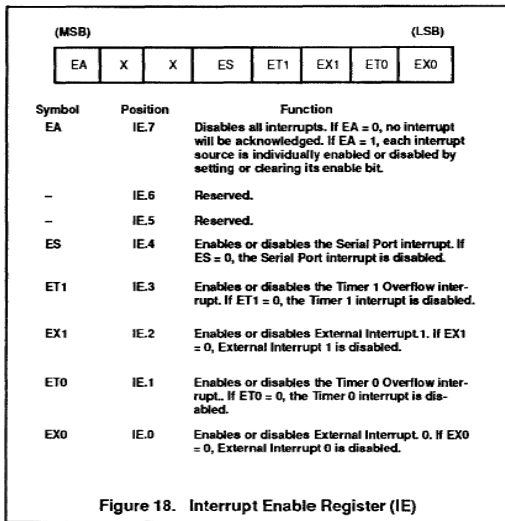 (MSB) (LSB)
EA X X ES ET1 EX1 ET0 EX0
Symbol Position Function
EA IE.7 Disables all interrupts. If EA = 0, no interrupt
will be acknowledged. If EA = 1, each interrupt
source is individually enabled or disabled by
setting or clearing its enable bit.
– IE.6 Reserved.
– IE.5 Reserved.
ES IE.4 Enables or disables the Serial Port interrupt. If
ES = 0, the Serial Port interrupt is disabled.
ET1 IE.3 Enables or disables the Timer 1 Overflow inter-
rupt. If ET1 = 0, the Timer 1 interrupt is disabled.
EX1 IE.2 Enables or disables External Interrupt.1. If EX1
= 0, External Interrupt 1 is disabled.
ET0 IE.1 Enables or disables the Timer 0 Overflow inter-
rupt.. If ET0 = 0, the Timer 0 interrupt is dis-
abled.
EX0 IE.0 Enables or disables External Interrupt. 0. If EX0
= 0, External Interrupt 0 is disabled.
Figure 18. Interrupt Enable Register (IE)